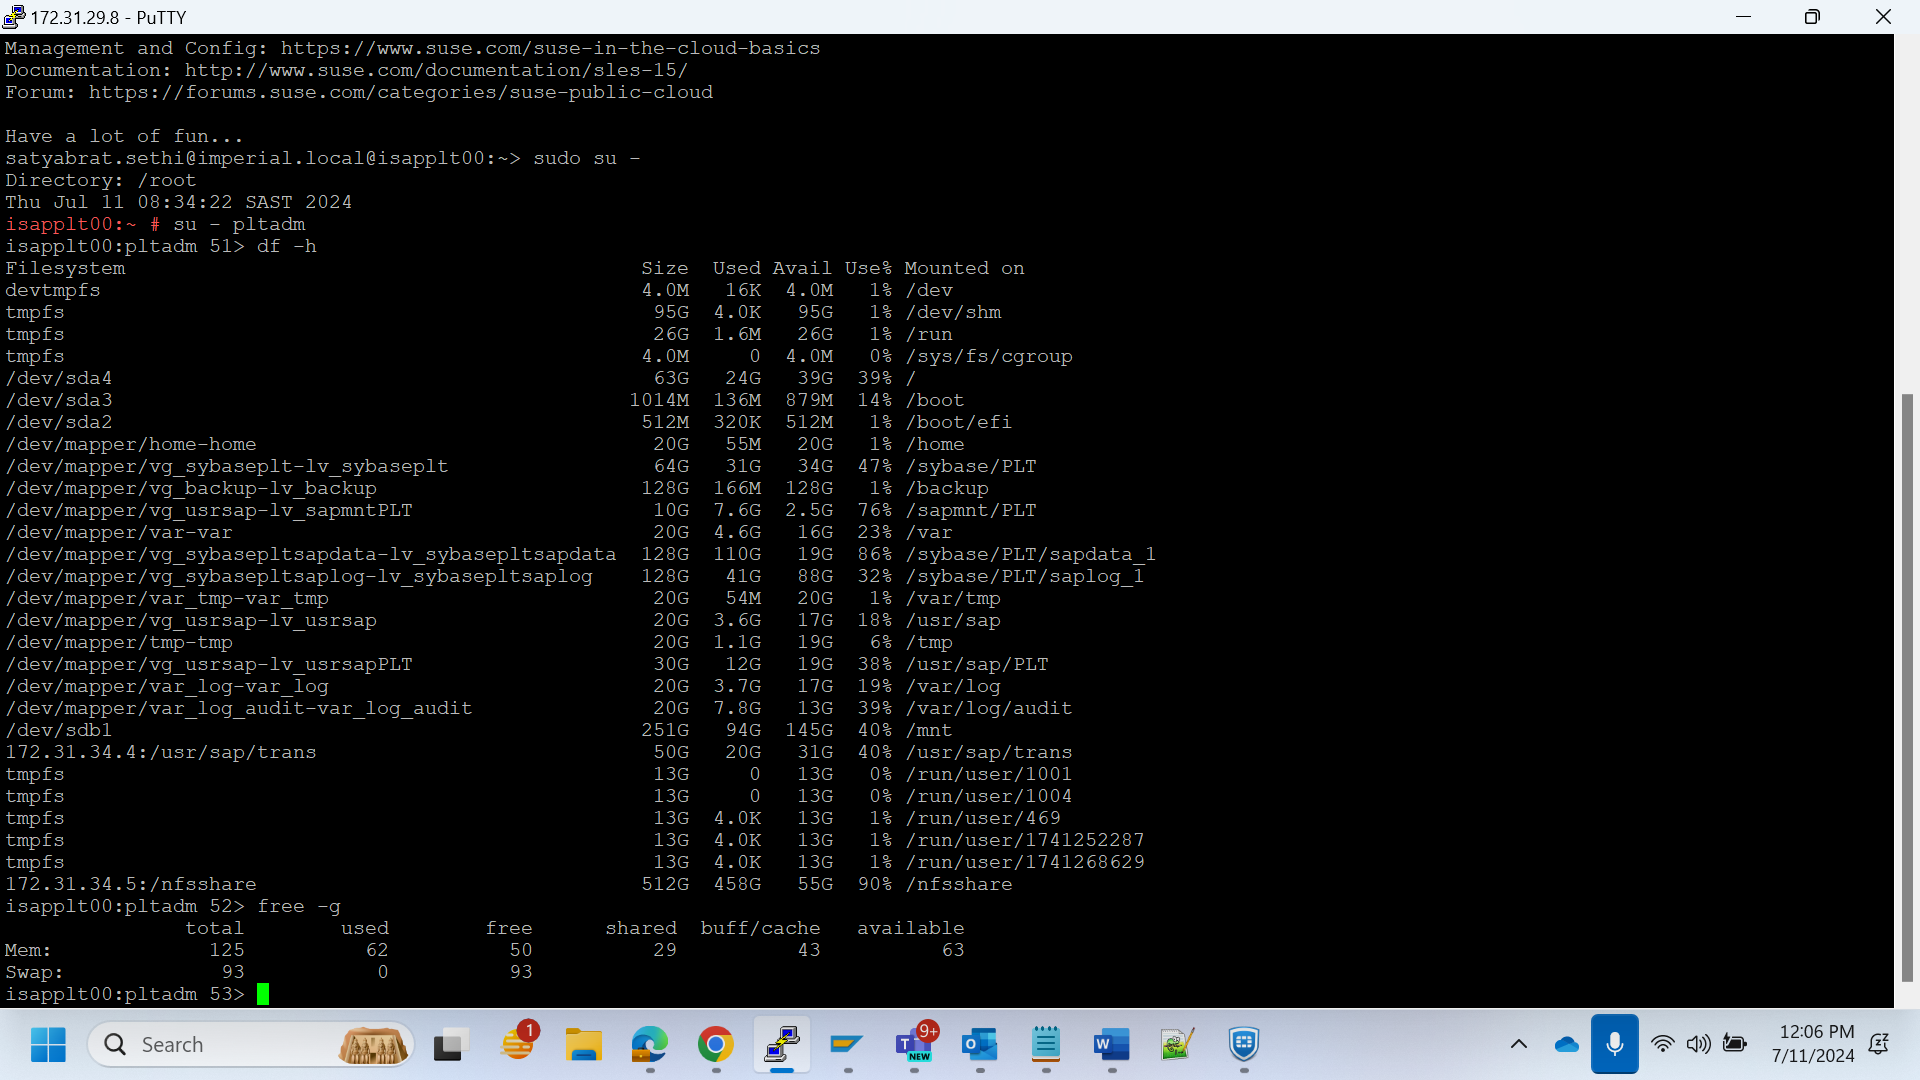 172.31.29.8 - PuTTY
Management and Config: https://www.suse.com/suse-in-the-cloud-basics
Documentation: http://www.suse.com/documentation/sles-15/
Forum: https://forums.suse.com/categories/suse-public-cloud
Have a lot of fun...
satyabrat.sethi@imperial.local@isapplt00:~> sudo su -
Directory: /root
Thu Jul 11 08:34:22 SAST 2024
isapplt00:~ # su - pltadm
isapplt00:pltadm 51> df -h
Filesystem Size Used Avail Use% Mounted on
devtmpfs 4.0M 16K 4.0M 1% /dev
tmpfs 95G 4.0K 95G 1% /dev/shm
tmpfs 26G 1.6M 26G 1% /run
tmpfs 4.0M 0 4.0M 0% /sys/fs/cgroup
/dev/sda4 63G 24G 39G 39% /
/dev/sda3 1014M 136M 879M 14% /boot
/dev/sda2 512M 320K 512M 1% /boot/efi
/dev/mapper/home-home 20G 55M 20G 1% /home
/dev/mapper/vg_sybaseplt-lv_sybaseplt 64G 31G 34G 47% /sybase/PLT
/dev/mapper/vg_backup-lv_backup 128G 166M 128G 1% /backup
/dev/mapper/vg_usrsap-lv_sapmntPLT 10G 7.6G 2.5G 76% /sapmnt/PLT
/dev/mapper/var-var 20G 4.6G 16G 23% /var
/dev/mapper/vg_sybasepltsapdata-lv_sybasepltsapdata 128G 110G 19G 86% /sybase/PLT/sapdata_1
/dev/mapper/vg_sybasepltsaplog-lv_sybasepltsaplog 128G 41G 88G 32% /sybase/PLT/saplog_1
/dev/mapper/var_tmp-var_tmp 20G 54M 20G 1% /var/tmp
/dev/mapper/vg_usrsap-lv_usrsap 20G 3.6G 17G 18% /usr/sap
/dev/mapper/tmp-tmp 20G 1.1G 19G 6% /tmp
/dev/mapper/vg_usrsap-lv_usrsapPLT 30G 12G 19G 38% /usr/sap/PLT
/dev/mapper/var_log-var_log 20G 3.7G 17G 19% /var/log
/dev/mapper/var_log_audit-var_log_audit 20G 7.8G 13G 39% /var/log/audit
/dev/sdb1 251G 94G 145G 40% /mnt
172.31.34.4:/usr/sap/trans 50G 20G 31G 40% /usr/sap/trans
tmpfs 13G 0 13G 0% /run/user/1001
tmpfs 13G 0 13G 0% /run/user/1004
tmpfs 13G 4.0K 13G 1% /run/user/469
tmpfs 13G 4.0K 13G 1% /run/user/1741252287
tmpfs 13G 4.0K 13G 1% /run/user/1741268629
172.31.34.5:/nfsshare 512G 458G 55G 90% /nfsshare
isapplt00:pltadm 52> free -g
total used free shared buff/cache available
Mem: 125 62 50 29 43 63
Swap: 93 0 93
isapplt00:pltadm 53>
Search
1
9+
NEW
12:06 PM
7/11/2024